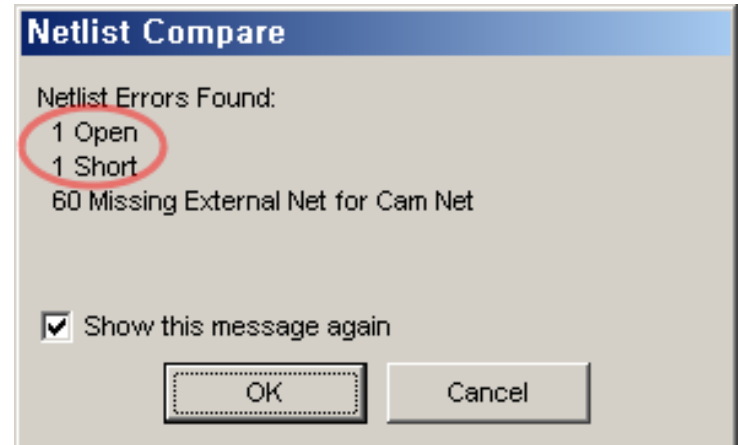 Netlist Compare
Netlist Errors Found:
1 Open
1 Short
60 Missing External Net for Cam Net
Show this message again
OK
Cancel